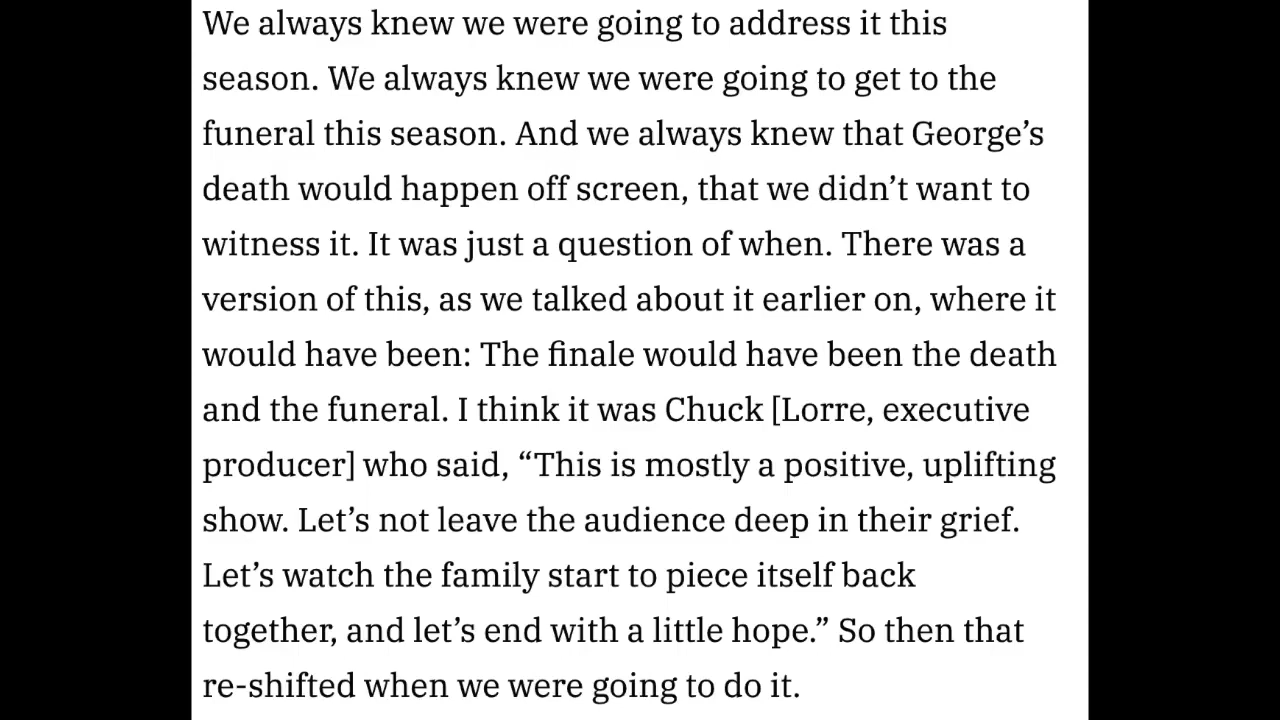 We always knew we were going to address it this
season. We always knew we were going to get to the
funeral this season. And we always knew that George’s
death would happen off screen, that we didn’t want to
witness it. It was just a question of when. There was a
version of this, as we talked about it earlier on, where it
would have been: The finale would have been the death
and the funeral. I think it was Chuck [Lorre, executive
producer] who said, “This is mostly a positive, uplifting
show. Let’s not leave the audience deep in their grief.
Let’s watch the family start to piece itself back
together, and let’s end with a little hope.” So then that
re-shifted when we were going to do it.